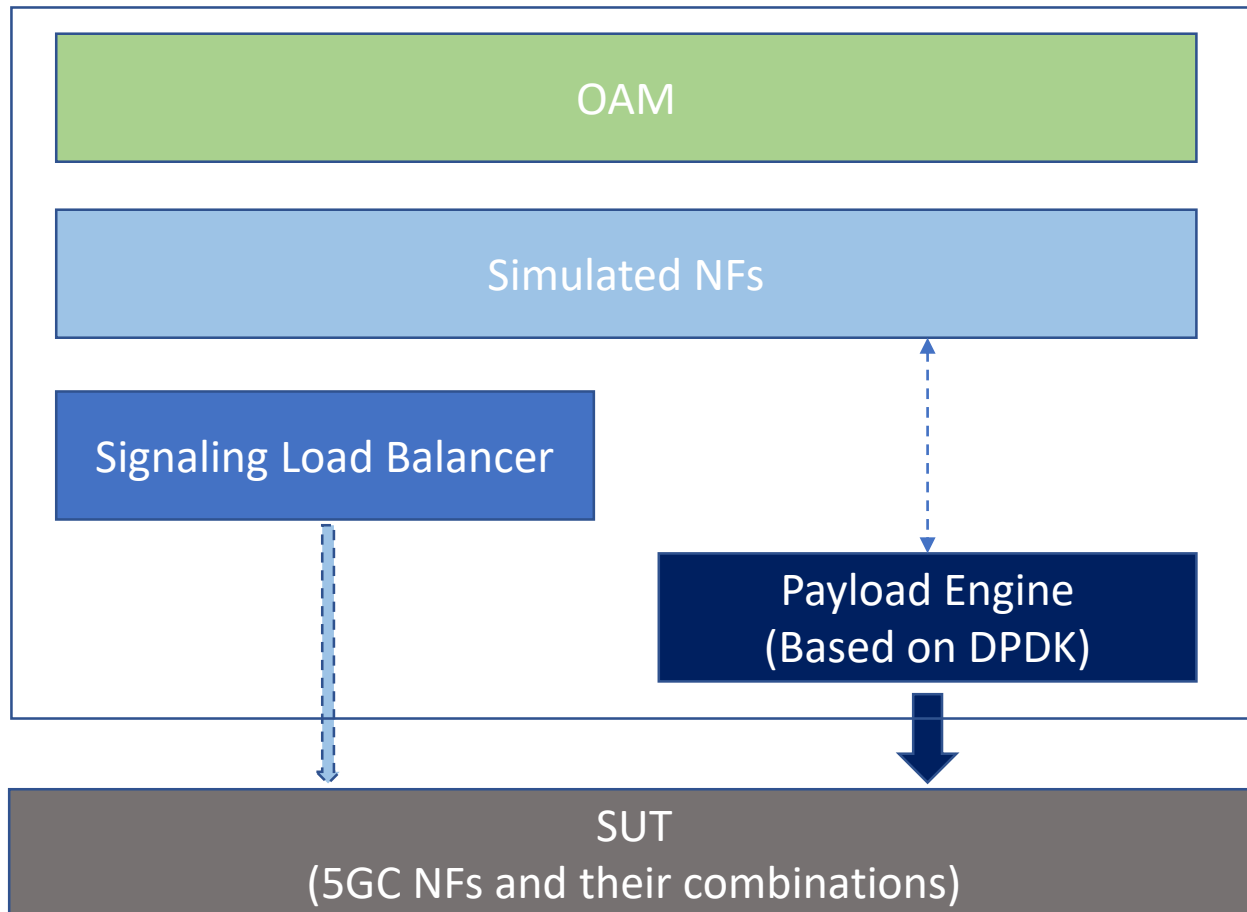 OAM
Simulated NFs
Signaling Load Balancer
Payload Engine
(Based on DPDK)
SUT
(5GC NFs and their combinations)